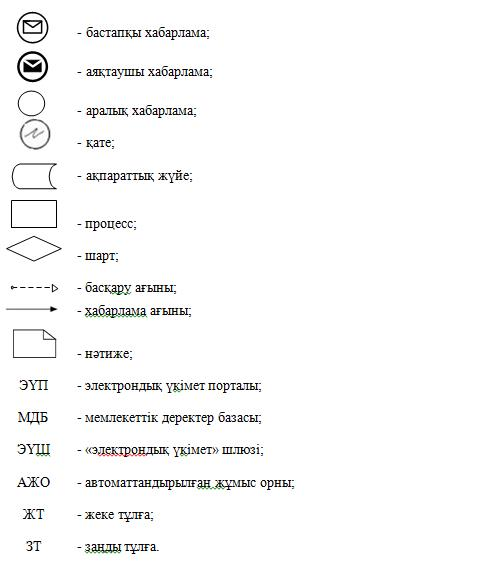 - бастапқы хабарлама;
- аяқтаушы хабарлама;
- аралық хабарлама;
- қате;
- ақпараттық жүйе;
- процесс;
- шарт;
- басқару ағыны;
- хабарлама ағыны;
- нәтиже;
ЭҮП - электрондық үкімет порталы;
МДБ - мемлекеттік деректер базасы;
ЭҮШ - «электрондық үкімет» шлюзі;
АЖО - автоматтандырылған жұмыс орны;
ЖТ - жеке тұлға;
ЗТ - заңды тұлға.